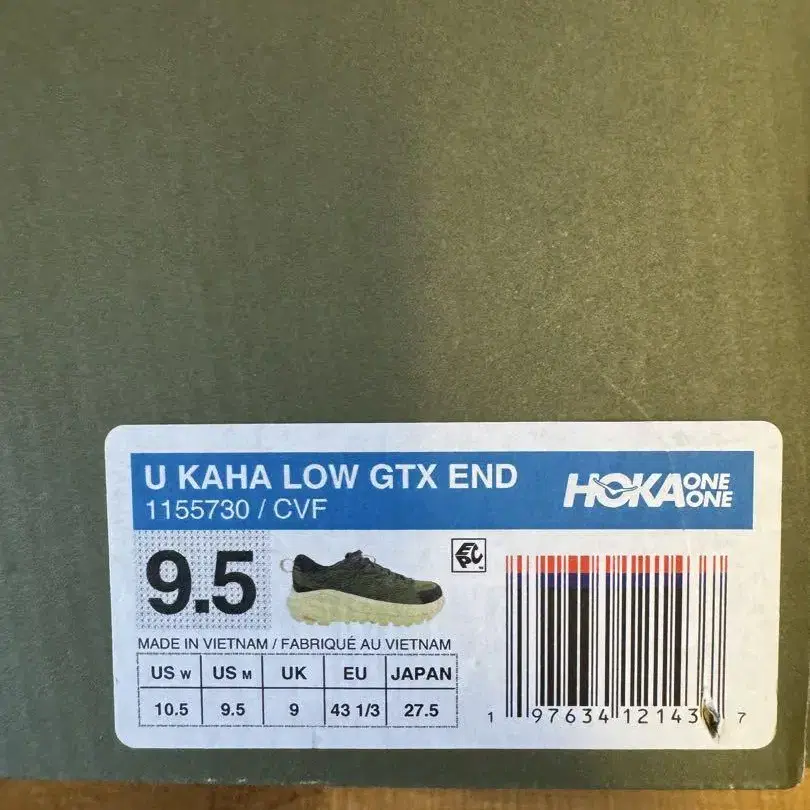 U KAHA LOW GTX END
1155730 / CVF
HOKA ONE ONE
9.5
EPC
MADE IN VIETNAM / FABRIQUÉ AU VIETNAM
US W US M UK EU JAPAN
10.5 9.5 9 43 1/3 27.5
1 97634 12143 7